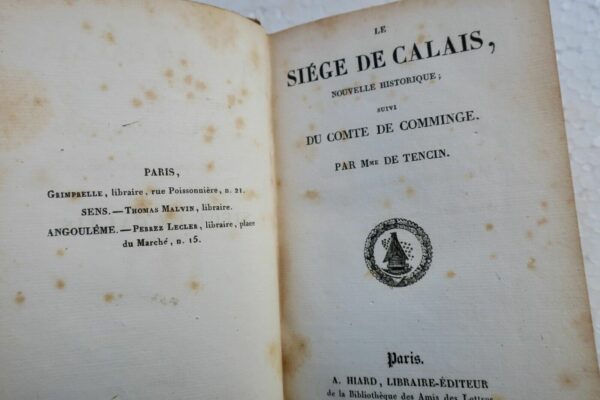 PARIS,
GRIMPRELLE, libraire, rue Poissonnière, n. 21.
SENS.—THOMAS MALVIN, libraire.
ANGOULÊME.—PERREZ LECLER, libraire, place
du Marché, n. 15.
LE
SIÉGE DE CALAIS,
NOUVELLE HISTORIQUE;
SUIVI
DU COMTE DE COMMINGE.
PAR MME DE TENCIN.
Paris.
A. HIARD, LIBRAIRE-ÉDITEUR
de la Bibliothèque des Amis des Lettres